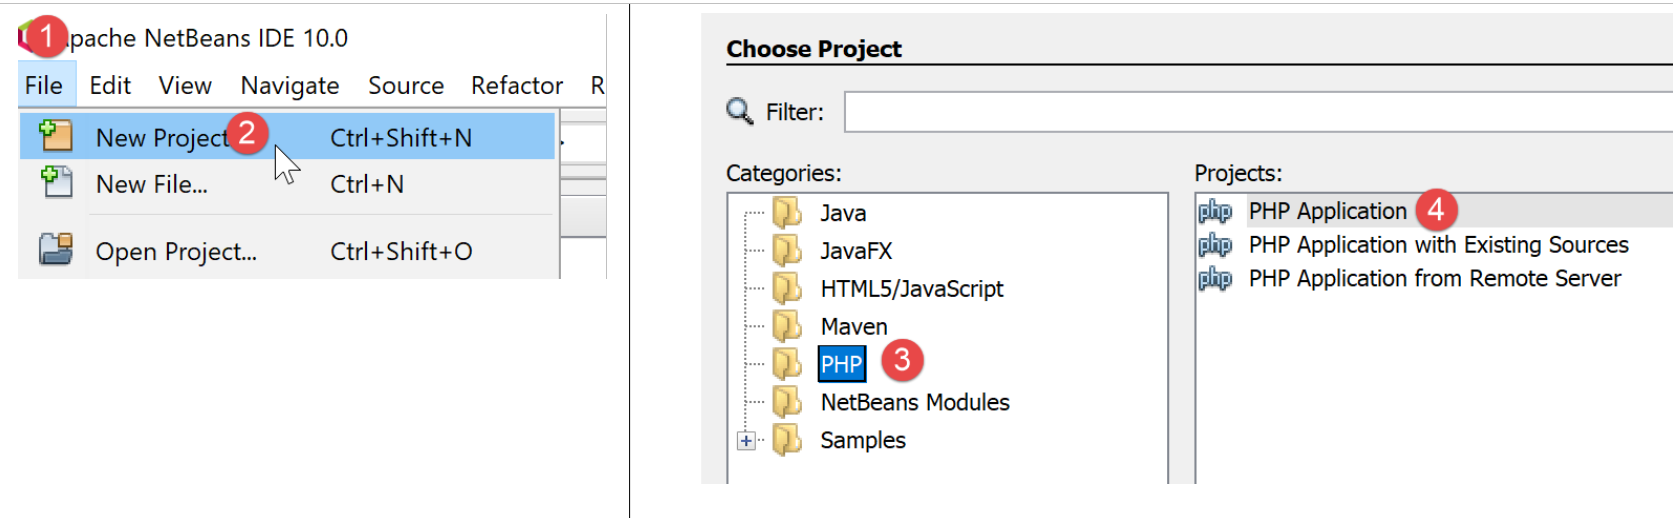 1 Apache NetBeans IDE 10.0
File Edit View Navigate Source Refactor R
New Project 2 Ctrl+Shift+N
New File... Ctrl+N
Open Project... Ctrl+Shift+O
Choose Project
Filter:
Categories:
Java
JavaFX
HTML5/JavaScript
Maven
PHP 3
NetBeans Modules
Samples
Projects:
php PHP Application 4
php PHP Application with Existing Sources
php PHP Application from Remote Server